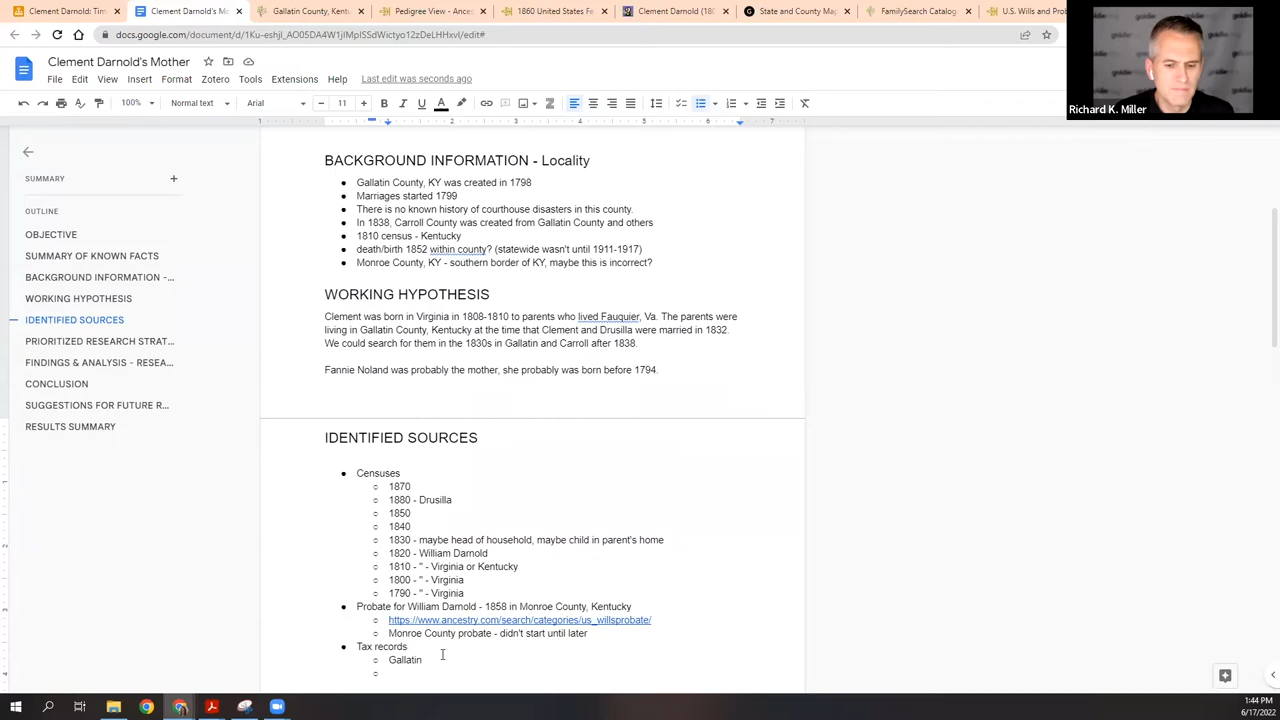 Clement Darnold Tim
Clement Darnold's M
Gallatin County, Kent
Pedigree View - Ance
1860 United States Fe
Clement Darnold (180
State and County Map
FamilySearch Catalog
U.S. Wills and Prob
docs.google.com/document/d/1Ku-eshjI_AO05DA4W1jIMpISSdWictyo12zDeLHHxvI/edit#
Clement Darnold's Mother
File Edit View Insert Format Zotero Tools Extensions Help Last edit was seconds ago
100% Normal text Arial 11
goldie
Richard K. Miller
1 1 2 3 4 5 6 7
SUMMARY
OUTLINE
OBJECTIVE
SUMMARY OF KNOWN FACTS
BACKGROUND INFORMATION -...
WORKING HYPOTHESIS
IDENTIFIED SOURCES
PRIORITIZED RESEARCH STRAT...
FINDINGS & ANALYSIS - RESEA...
CONCLUSION
SUGGESTIONS FOR FUTURE R...
RESULTS SUMMARY
BACKGROUND INFORMATION - Locality
● Gallatin County, KY was created in 1798
● Marriages started 1799
● There is no known history of courthouse disasters in this county.
● In 1838, Carroll County was created from Gallatin County and others
● 1810 census - Kentucky
● death/birth 1852 within county? (statewide wasn't until 1911-1917)
● Monroe County, KY - southern border of KY, maybe this is incorrect?
WORKING HYPOTHESIS
Clement was born in Virginia in 1808-1810 to parents who lived Fauquier, Va. The parents were
living in Gallatin County, Kentucky at the time that Clement and Drusilla were married in 1832.
We could search for them in the 1830s in Gallatin and Carroll after 1838.
Fannie Noland was probably the mother, she probably was born before 1794.
IDENTIFIED SOURCES
● Censuses
○ 1870
○ 1880 - Drusilla
○ 1850
○ 1840
○ 1830 - maybe head of household, maybe child in parent's home
○ 1820 - William Darnold
○ 1810 - " - Virginia or Kentucky
○ 1800 - " - Virginia
○ 1790 - " - Virginia
● Probate for William Darnold - 1858 in Monroe County, Kentucky
○ https://www.ancestry.com/search/categories/us_willsprobate/
○ Monroe County probate - didn't start until later
● Tax records
○ Gallatin
○
1:44 PM
6/17/2022